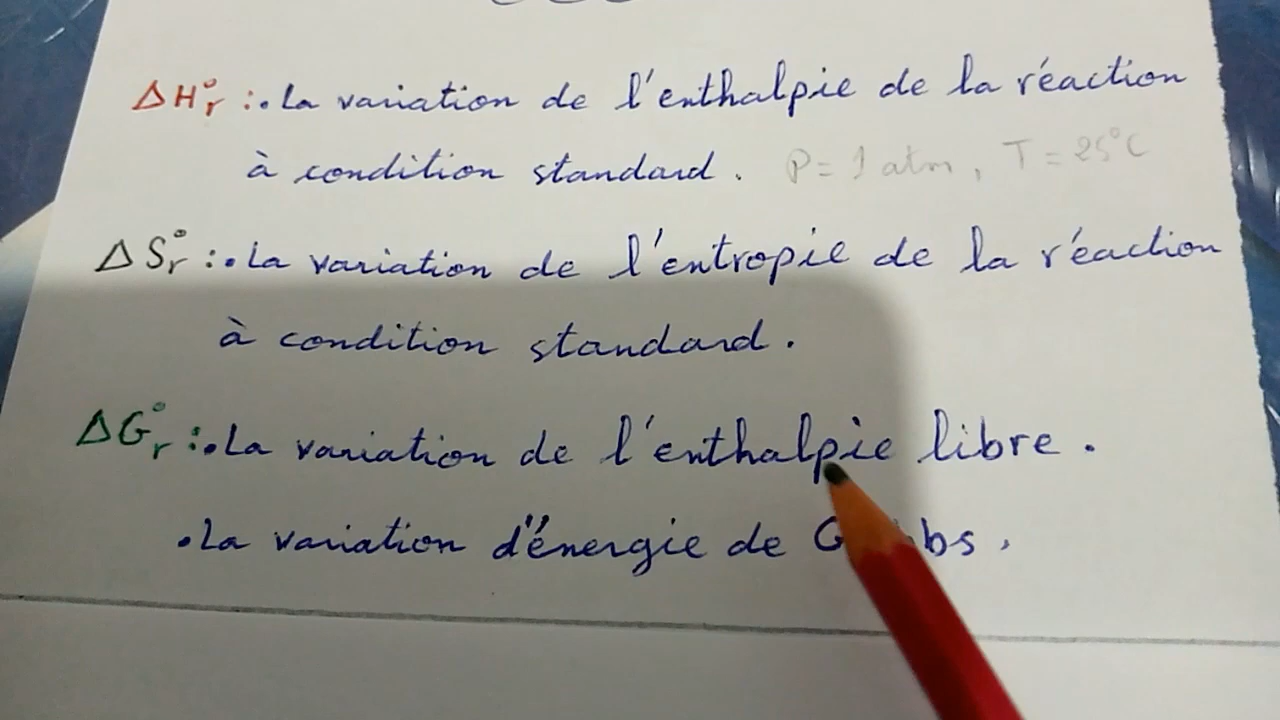 ΔH°r :. La variation de l'enthalpie de la réaction
à condition standard. P = 1 atm, T = 25°C
ΔS°r :. La variation de l'entropie de la réaction
à condition standard.
ΔG°r :. La variation de l'enthalpie libre.
. La variation d'énergie de